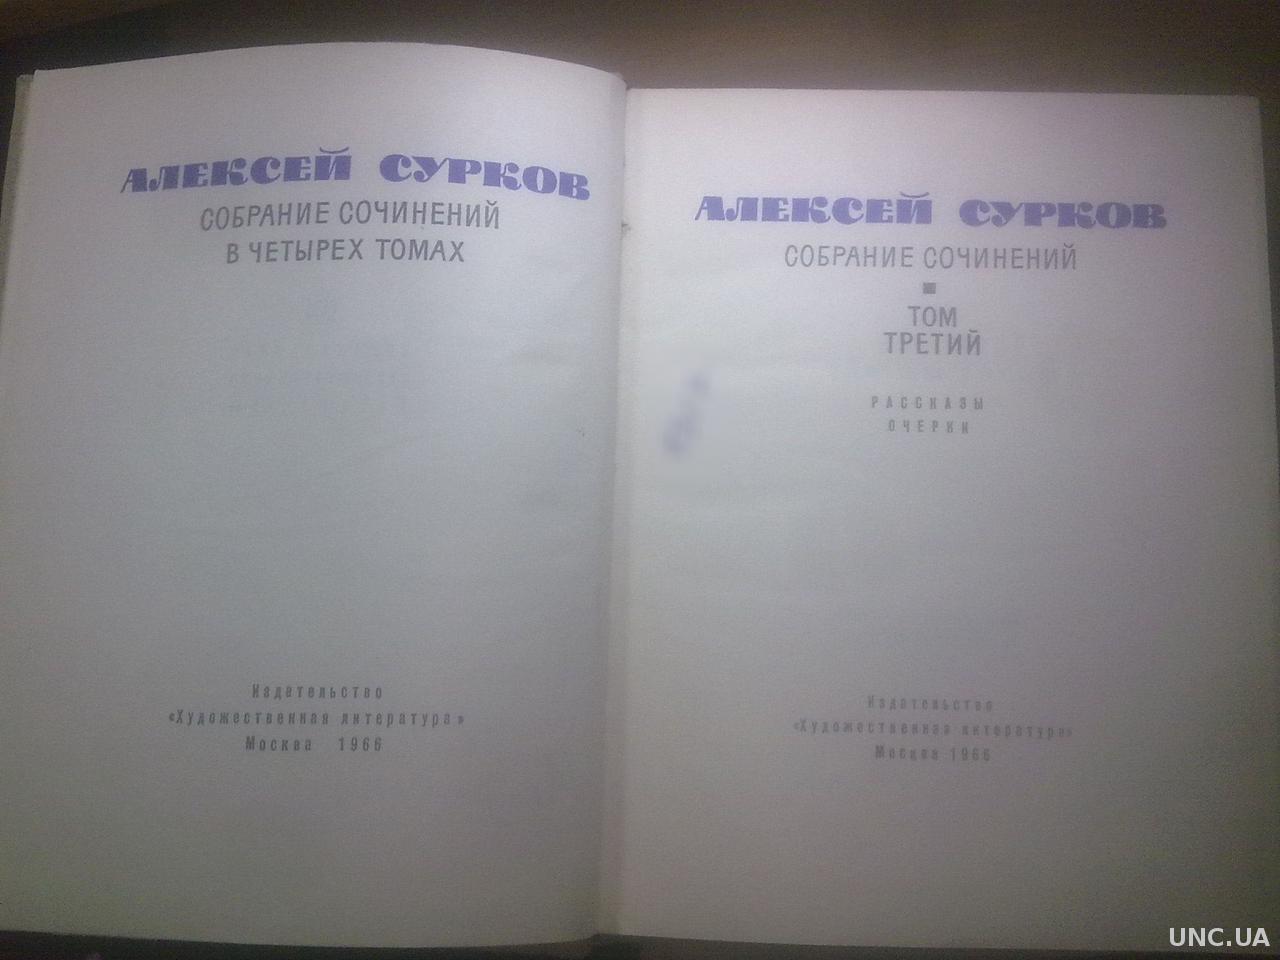 АЛЕКСЕЙ СУРКОВ
СОБРАНИЕ СОЧИНЕНИЙ
В ЧЕТЫРЕХ ТОМАХ
Издательство
«Художественная литература»
Москва 1966
АЛЕКСЕЙ СУРКОВ
СОБРАНИЕ СОЧИНЕНИЙ
ТОМ
ТРЕТИЙ
РАССКАЗЫ
ОЧЕРКИ
Издательство
«Художественная литература»
Москва 1966
UNC.UA